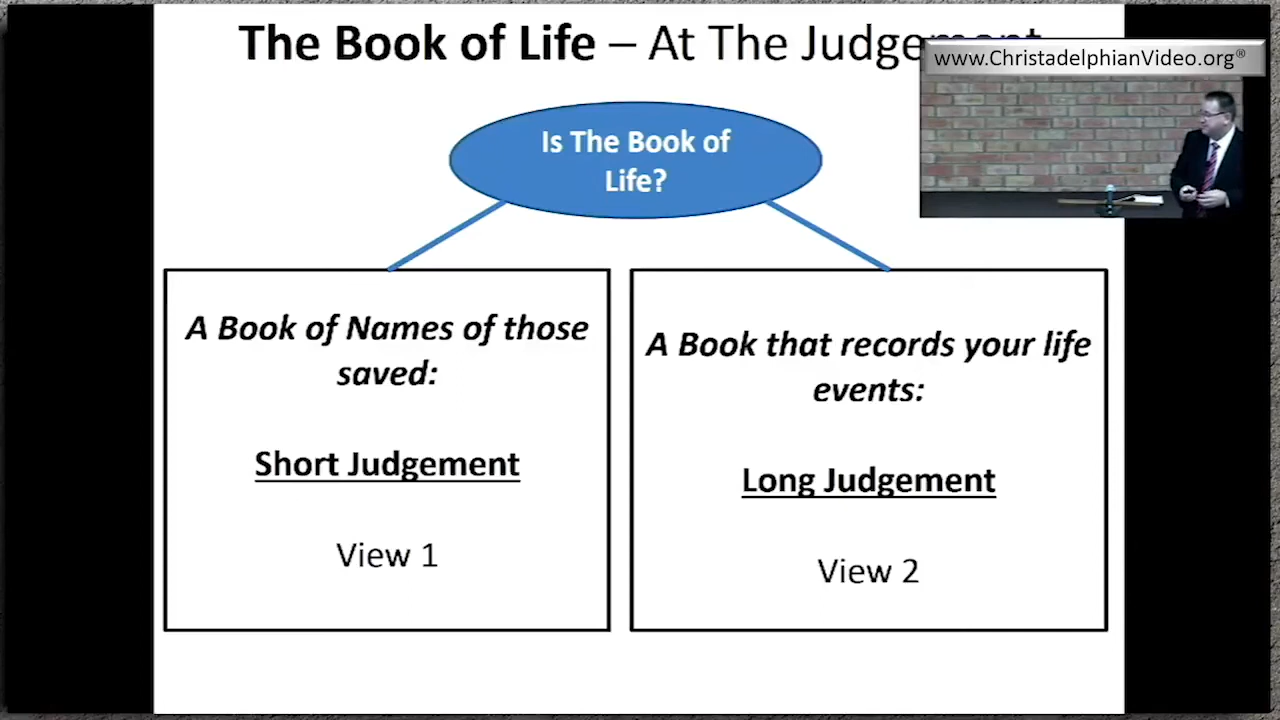 The Book of Life – At The Judgement
www.ChristadelphianVideo.org®
Is The Book of
Life?
A Book of Names of those
saved:
Short Judgement
View 1
A Book that records your life
events:
Long Judgement
View 2